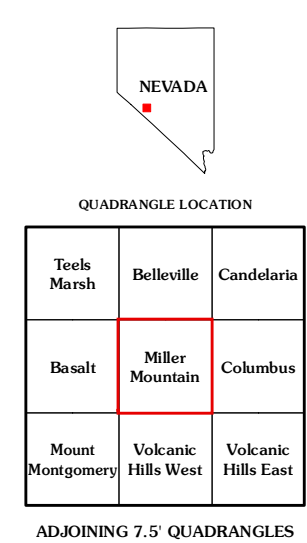 NEVADA
QUADRANGLE LOCATION
Teels
Marsh
Belleville
Candelaria
Basalt
Miller
Mountain
Columbus
Mount
Montgomery
Volcanic
Hills West
Volcanic
Hills East
ADJOINING 7.5' QUADRANGLES